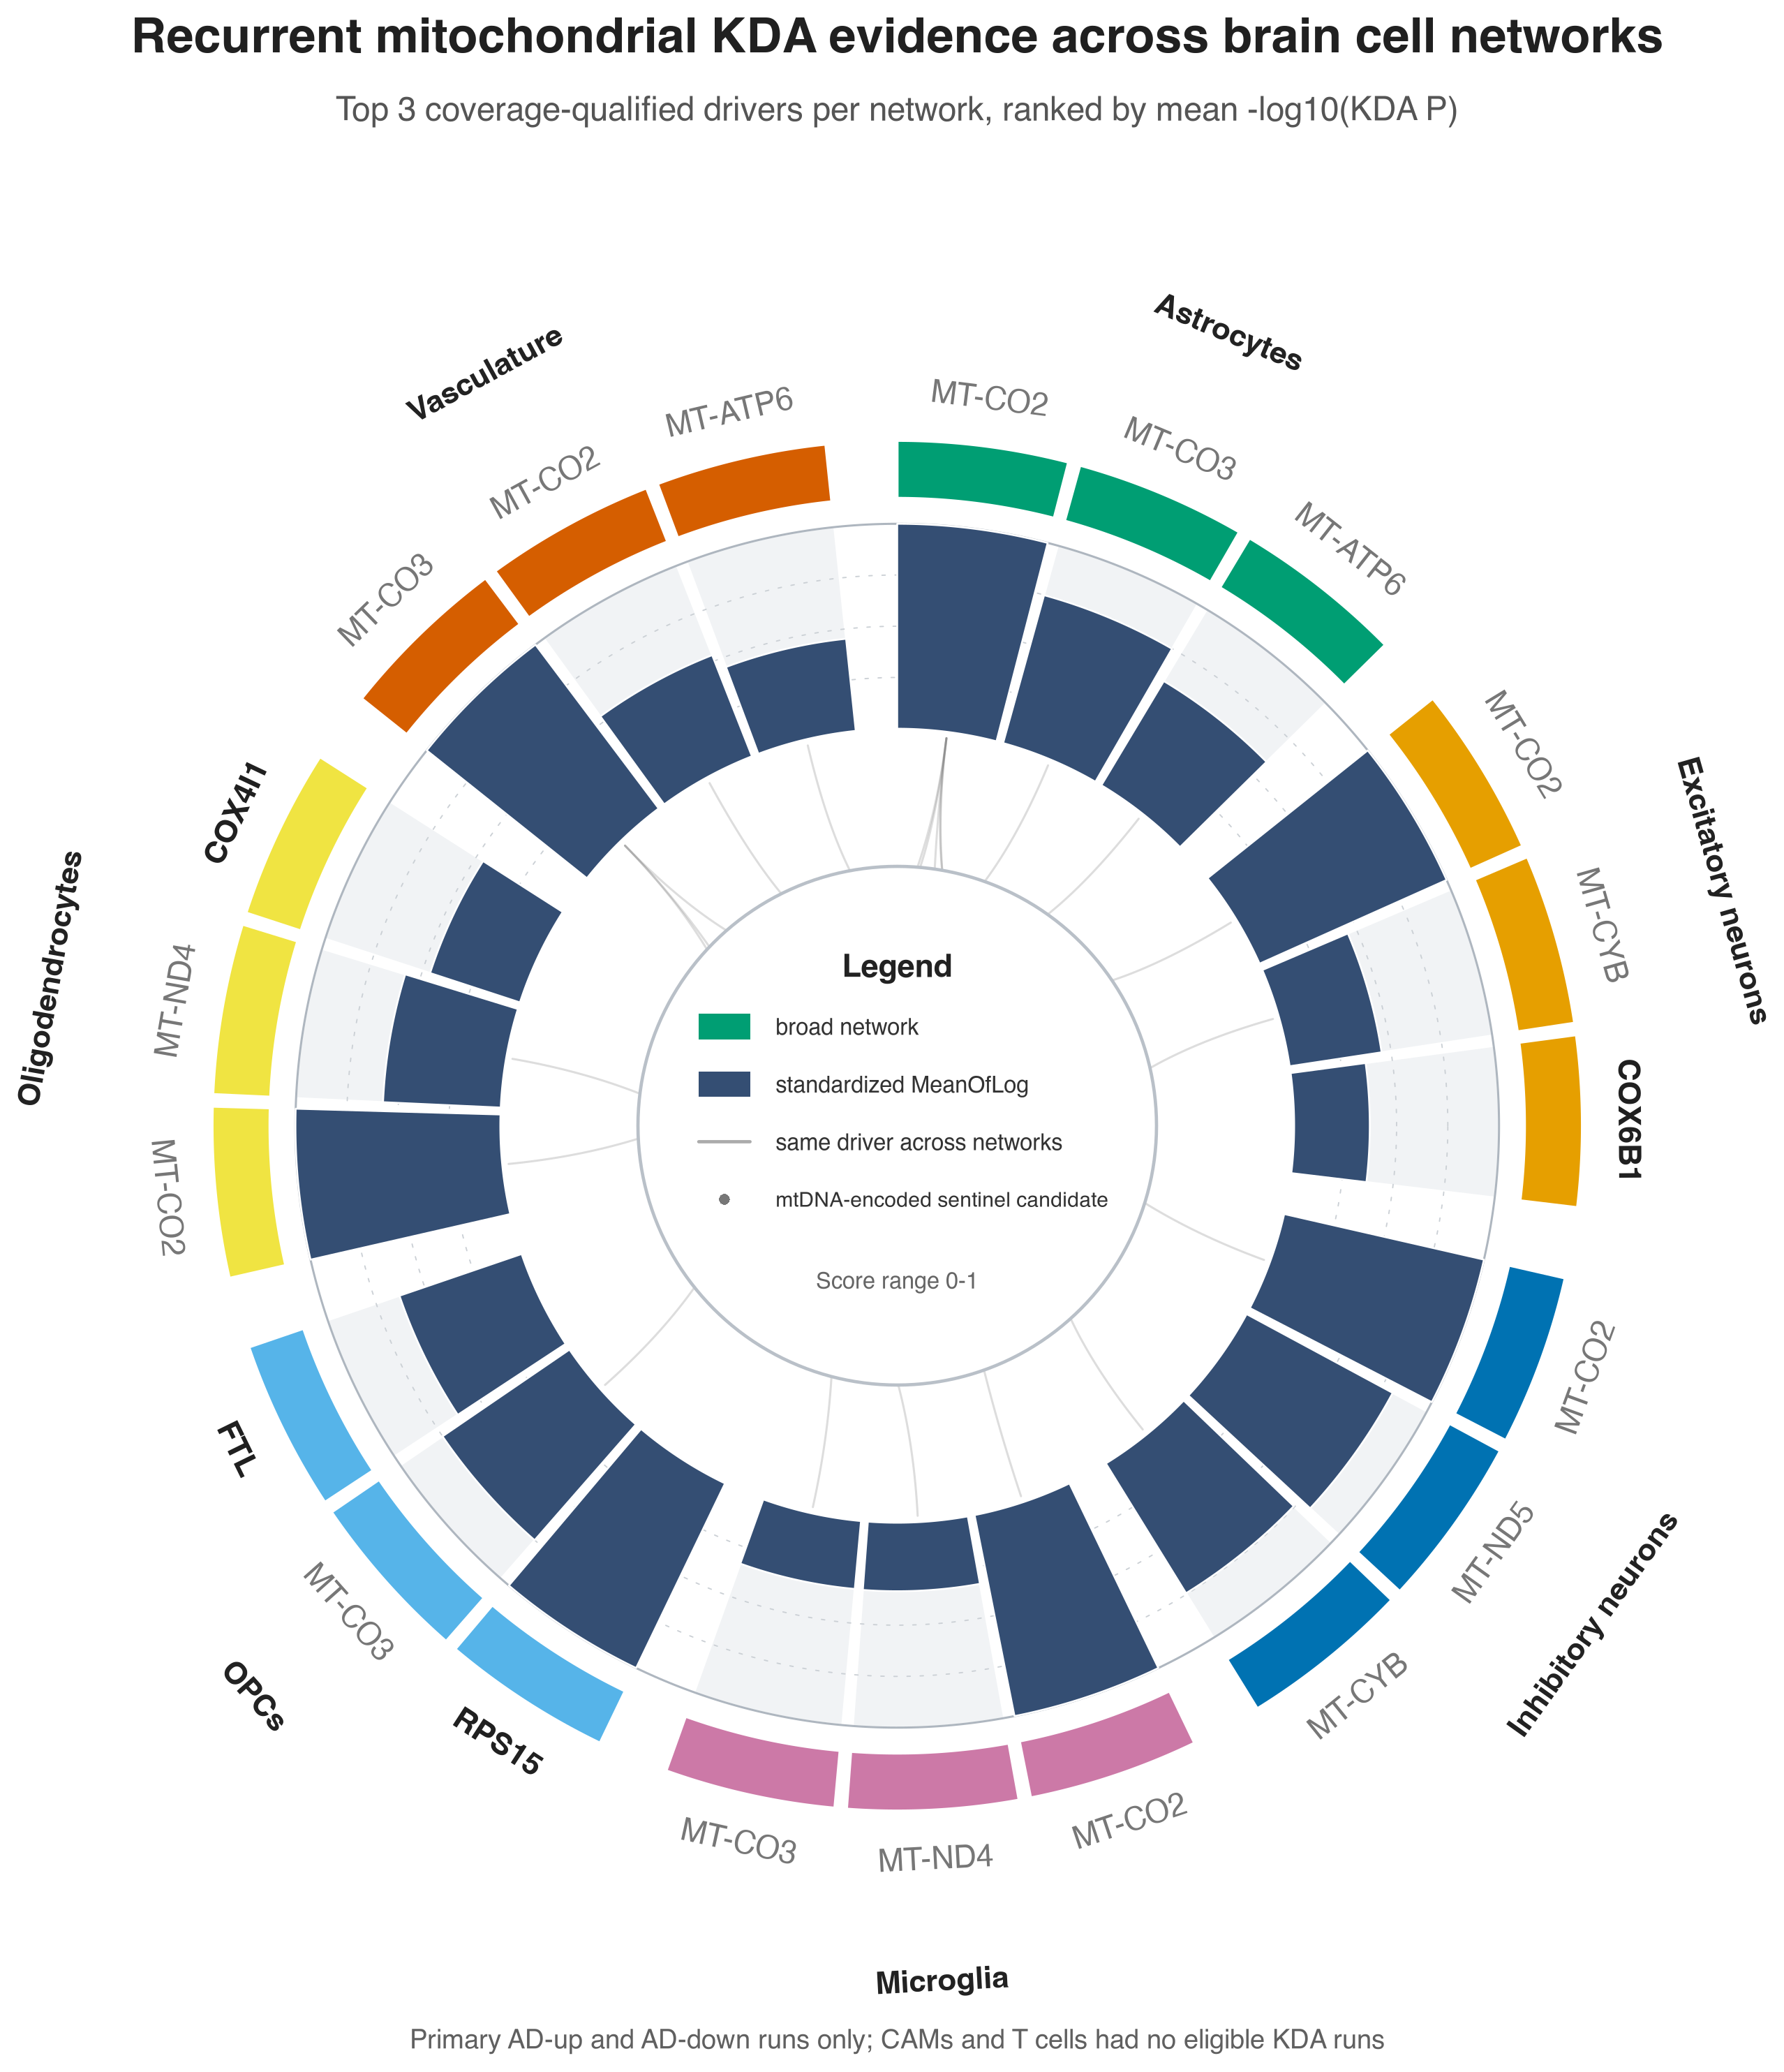 Recurrent mitochondrial KDA evidence across brain cell networks
Top 3 coverage-qualified drivers per network, ranked by mean -log10(KDA P)
Astrocytes
MT-CO2
MT-CO3
MT-ATP6
Excitatory neurons
MT-CO2
MT-CYB
COX6B1
Inhibitory neurons
MT-CO2
MT-ND5
MT-CYB
Microglia
MT-CO2
MT-ND4
MT-CO3
OPCs
RPS15
MT-CO3
FTL
Oligodendrocytes
MT-CO2
MT-ND4
COX4I1
Vasculature
MT-CO3
MT-CO2
MT-ATP6
Legend
broad network
standardized MeanOfLog
same driver across networks
mtDNA-encoded sentinel candidate
Score range 0-1
Primary AD-up and AD-down runs only; CAMs and T cells had no eligible KDA runs